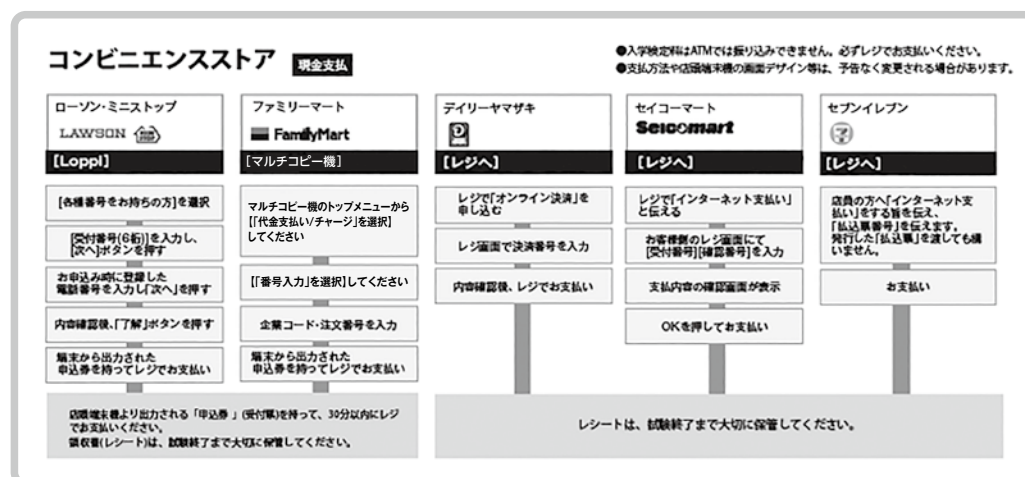 コンビニエンスストア 現金支払
●入学検定料はATMでは振り込みできません。必ずレジでお支払いください。
●支払方法や店頭端末機の画面デザイン等は、予告なく変更される場合があります。
ローソン・ミニストップ
LAWSON
[Loppi]
[各種番号をお持ちの方]を選択
[受付番号(6桁)]を入力し、
[次へ]ボタンを押す
お申込み時に登録した
電話番号を入力し「次へ」を押す
内容確認後、「了解」ボタンを押す
端末から出力された
申込券を持ってレジでお支払い
ファミリーマート
FamilyMart
[マルチコピー機]
マルチコピー機のトップメニューから
【「代金支払い/チャージ」を選択】
してください
【「番号入力」を選択】してください
企業コード・注文番号を入力
端末から出力された
申込券を持ってレジでお支払い
店頭端末機より出力される「申込券 」(受付票)を持って、30分以内にレジ
でお支払いください。
領収書(レシート)は、試験終了まで大切に保管してください。
デイリーヤマザキ
[レジへ]
レジで「オンライン決済」を
申し込む
レジ画面で決済番号を入力
内容確認後、レジでお支払い
セイコーマート
Seicomart
[レジへ]
レジで「インターネット支払い」
と伝える
お客様側のレジ画面にて
[受付番号][確認番号]を入力
支払内容の確認画面が表示
OKを押してお支払い
セブンイレブン
[レジへ]
店員の方へ「インターネット支
払い」をする旨を伝え、
「払込票番号」を伝えます。
発行した「払込票」を渡しても構
いません。
お支払い
レシートは、試験終了まで大切に保管してください。